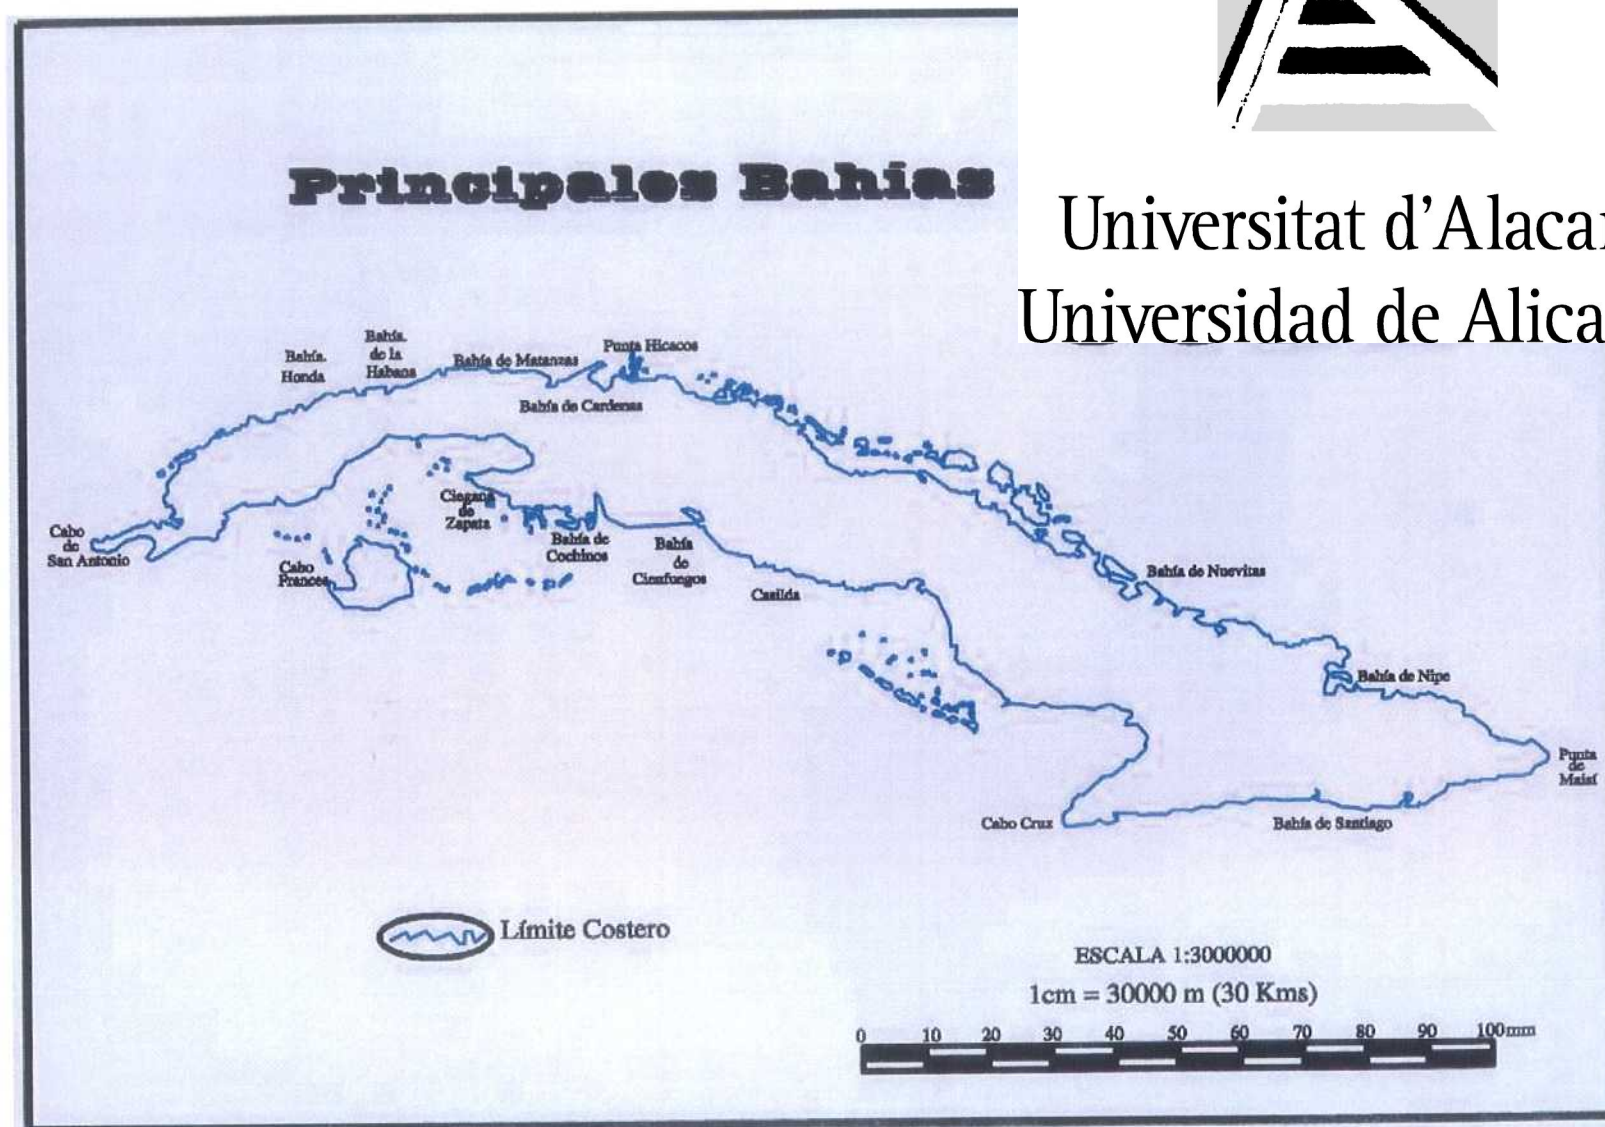 Principales Bahías
Universitat d'Alaca
Universidad de Alica
Bahía.
Honda
Bahía.
de la
Habana
Bahía de Matanzas
Punta Hicacos
Bahía de Cardenas
Cabo
de
San Antonio
Cabo
Frances
Ciegana
de
Zapata
Bahía de
Cochinos
Bahía
de
Cienfuegos
Casilda
Bahía de Nuevitas
Bahía de Nipe
Punta
de
Maisí
Cabo Cruz
Bahía de Santiago
Límite Costero
ESCALA 1:3000000
1cm = 30000 m (30 Kms)
0 10 20 30 40 50 60 70 80 90 100mm